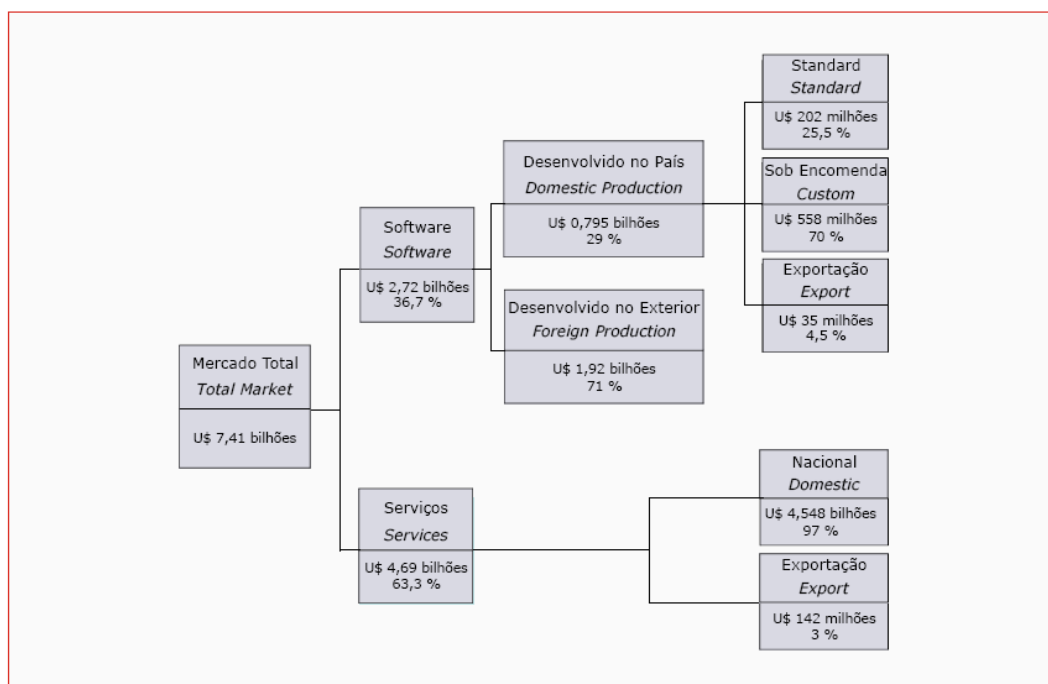 Mercado Total
Total Market
U$ 7,41 bilhões
Software
Software
U$ 2,72 bilhões
36,7 %
Desenvolvido no País
Domestic Production
U$ 0,795 bilhões
29 %
Standard
Standard
U$ 202 milhões
25,5 %
Sob Encomenda
Custom
U$ 558 milhões
70 %
Exportação
Export
U$ 35 milhões
4,5 %
Desenvolvido no Exterior
Foreign Production
U$ 1,92 bilhões
71 %
Serviços
Services
U$ 4,69 bilhões
63,3 %
Nacional
Domestic
U$ 4,548 bilhões
97 %
Exportação
Export
U$ 142 milhões
3 %